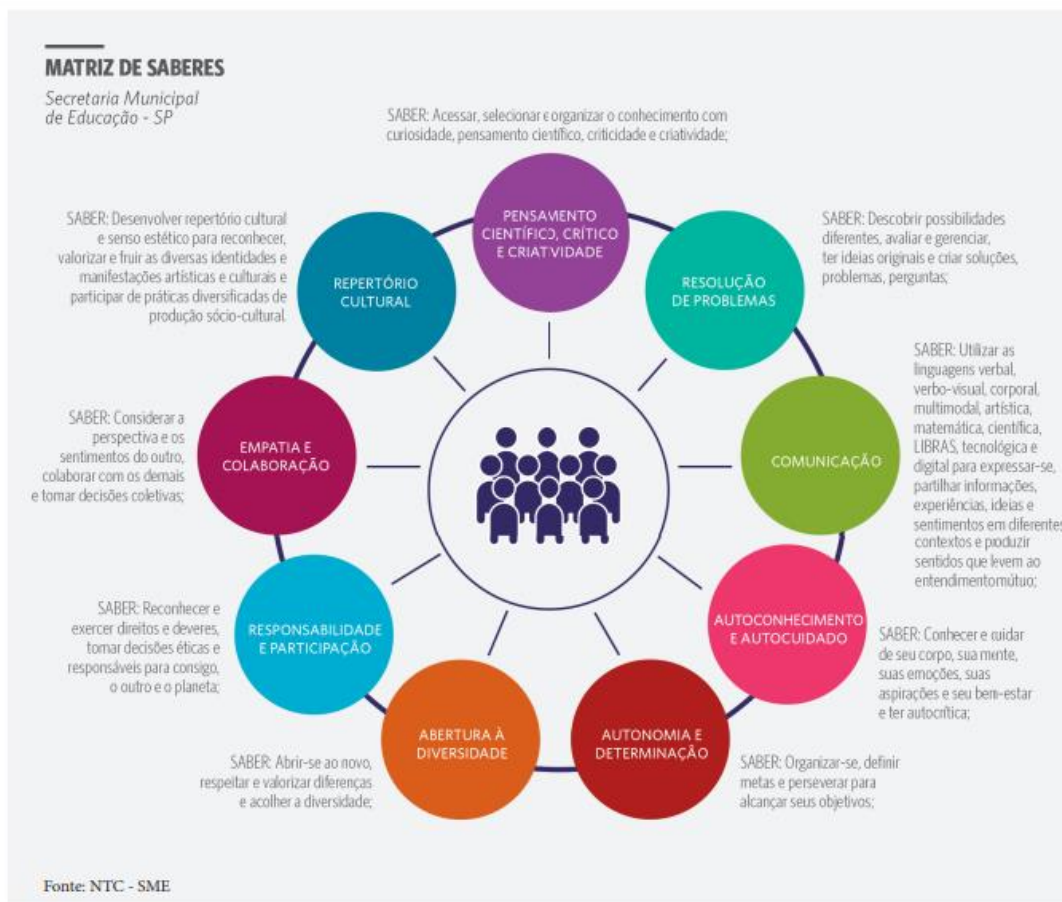 MATRIZ DE SABERES
Secretaria Municipal
de Educação - SP
SABER: Acessar, selecionar e organizar o conhecimento com
curiosidade, pensamento científico, criticidade e criatividade;
PENSAMENTO
CIENTÍFICO, CRÍTICO
E CRIATIVIDADE
SABER: Descobrir possibilidades
diferentes, avaliar e gerenciar,
ter ideias originais e criar soluções,
problemas, perguntas;
RESOLUÇÃO
DE PROBLEMAS
SABER: Utilizar as
linguagens verbal,
verbo-visual, corporal,
multimodal, artística,
matemática, científica,
LIBRAS, tecnológica e
digital para expressar-se,
partilhar informações,
experiências, ideias e
sentimentos em diferentes
contextos e produzir
sentidos que levem ao
entendimentomútuo;
COMUNICAÇÃO
AUTOCONHECIMENTO
E AUTOCUIDADO
SABER: Conhecer e cuidar
de seu corpo, sua mente,
suas emoções, suas
aspirações e seu bem-estar
e ter autocrítica;
AUTONOMIA E
DETERMINAÇÃO
SABER: Organizar-se, definir
metas e perseverar para
alcançar seus objetivos;
ABERTURA À
DIVERSIDADE
SABER: Abrir-se ao novo,
respeitar e valorizar diferenças
e acolher a diversidade;
RESPONSABILIDADE
E PARTICIPAÇÃO
SABER: Reconhecer e
exercer direitos e deveres,
tomar decisões éticas e
responsáveis para consigo,
o outro e o planeta;
EMPATIA E
COLABORAÇÃO
SABER: Considerar a
perspectiva e os
sentimentos do outro,
colaborar com os demais
e tomar decisões coletivas;
REPERTÓRIO
CULTURAL
SABER: Desenvolver repertório cultural
e senso estético para reconhecer,
valorizar e fruir as diversas identidades e
manifestações artísticas e culturais e
participar de práticas diversificadas de
produção sócio-cultural.
Fonte: NTC - SME